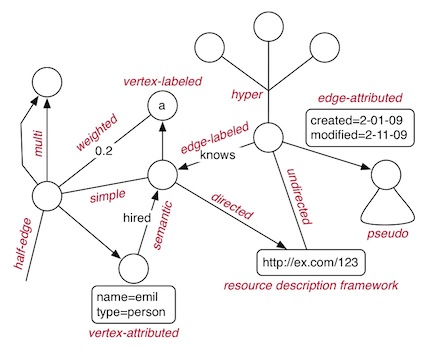 vertex-labeled
hyper
edge-attributed
a
created=2-01-09
modified=2-11-09
multi
weighted
0.2
edge-labeled
knows
simple
undirected
hired
semantic
directed
pseudo
half-edge
http://ex.com/123
resource description framework
name=emil
type=person
vertex-attributed